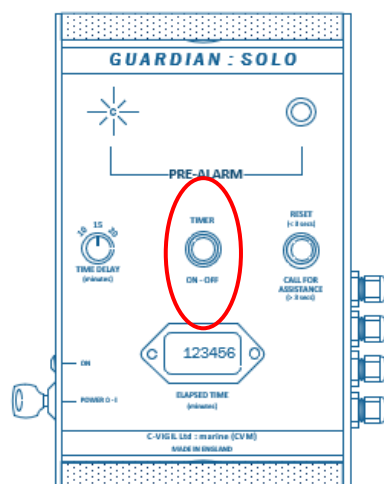 GUARDIAN : SOLO
C
PRE-ALARM
TIMER
ON - OFF
RESET
(< 3 secs)
CALL FOR
ASSISTANCE
(> 3 secs)
10 15 20
TIME DELAY
(minutes)
123456
ELAPSED TIME
(minutes)
ON
POWER O - I
C-VIGIL Ltd : marine (CVM)
MADE IN ENGLAND